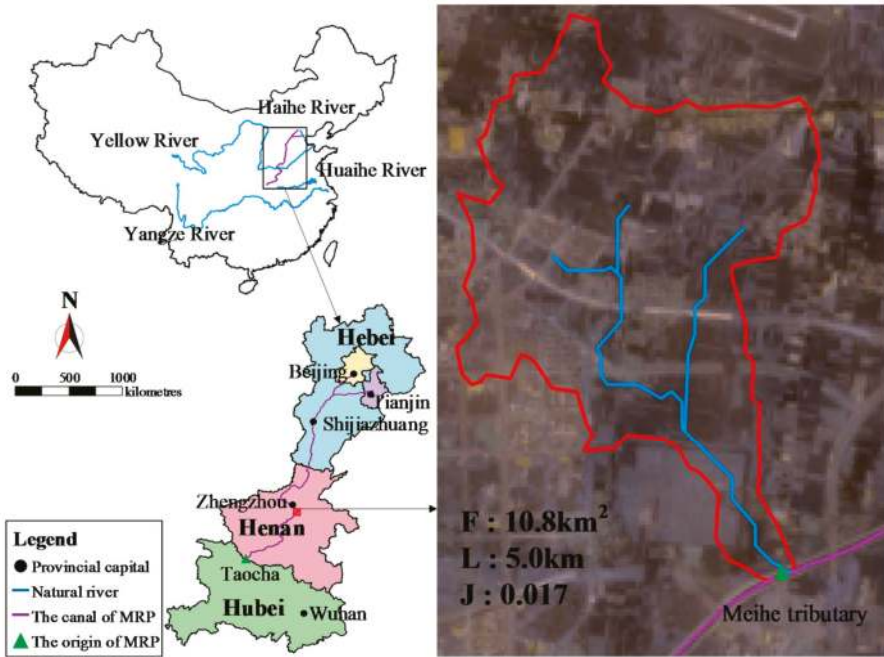 Haihe River
Yellow River
Huaihe River
Yangze River
N
0 500 1000
kilometres
Hebei
Beijing
Tianjin
Shijiazhuang
Zhengzhou
Henan
Taocha
Hubei
Wuhan
Legend
Provincial capital
Natural river
The canal of MRP
The origin of MRP
F : 10.8km²
L : 5.0km
J : 0.017
Meihe tributary